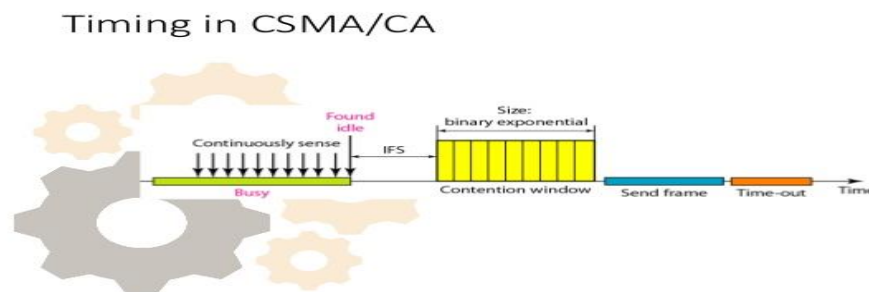 Timing in CSMA/CA
Found
idle
Continuously sense
IFS
Size:
binary exponential
Busy
Contention window
Send frame
Time-out
Time